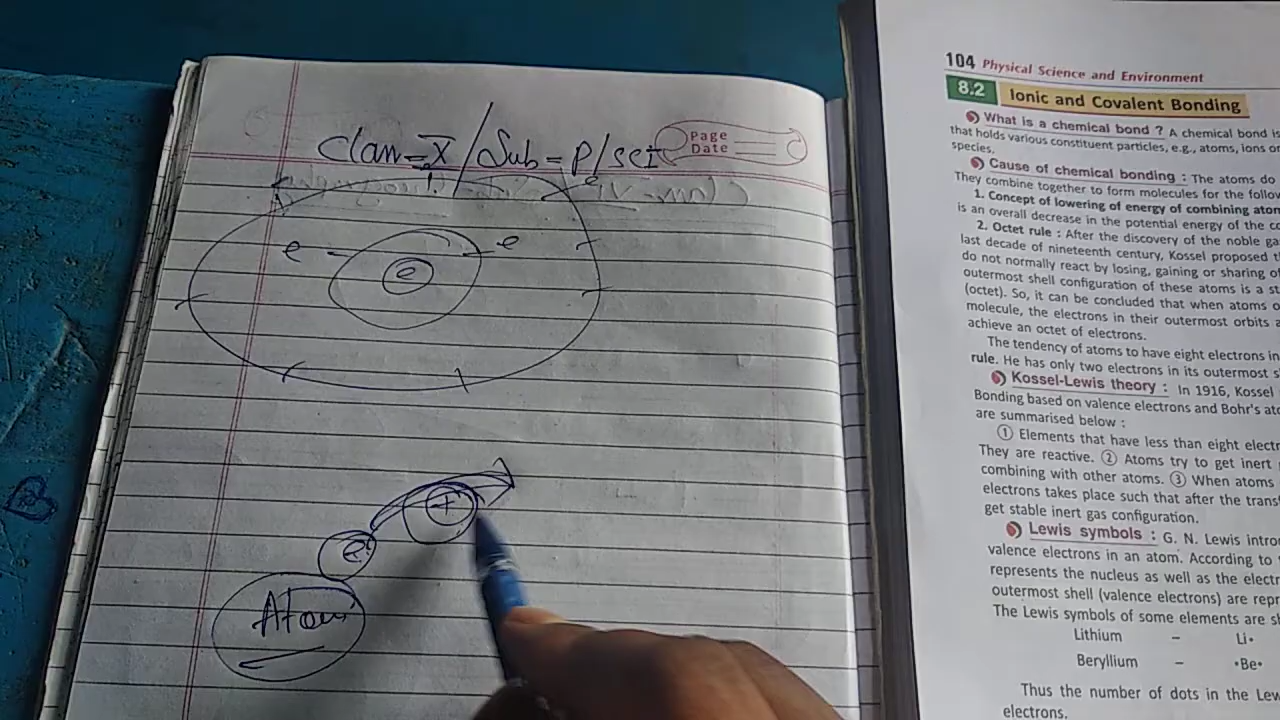 Page
Date
Clan=X/Sub=P/sci
e
e e
e
+
e
Atom
104 Physical Science and Environment
8.2 Ionic and Covalent Bonding
What is a chemical bond ? A chemical bond is
that holds various constituent particles, e.g., atoms, ions or
species.
Cause of chemical bonding : The atoms do
They combine together to form molecules for the follow
1. Concept of lowering of energy of combining atom
is an overall decrease in the potential energy of the co
2. Octet rule : After the discovery of the noble ga
last decade of nineteenth century, Kossel proposed th
do not normally react by losing, gaining or sharing of
outermost shell configuration of these atoms is a st
(octet). So, it can be concluded that when atoms o
molecule, the electrons in their outermost orbits a
achieve an octet of electrons.
The tendency of atoms to have eight electrons in
rule. He has only two electrons in its outermost s
Kossel-Lewis theory : In 1916, Kossel
Bonding based on valence electrons and Bohr's ato
are summarised below :
① Elements that have less than eight electr
They are reactive. ② Atoms try to get inert
combining with other atoms. ③ When atoms
electrons takes place such that after the trans
get stable inert gas configuration.
Lewis symbols : G. N. Lewis intro
valence electrons in an atom. According to
represents the nucleus as well as the electr
outermost shell (valence electrons) are repr
The Lewis symbols of some elements are s
Lithium – Li•
Beryllium – •Be•
Thus the number of dots in the Lew
electrons.